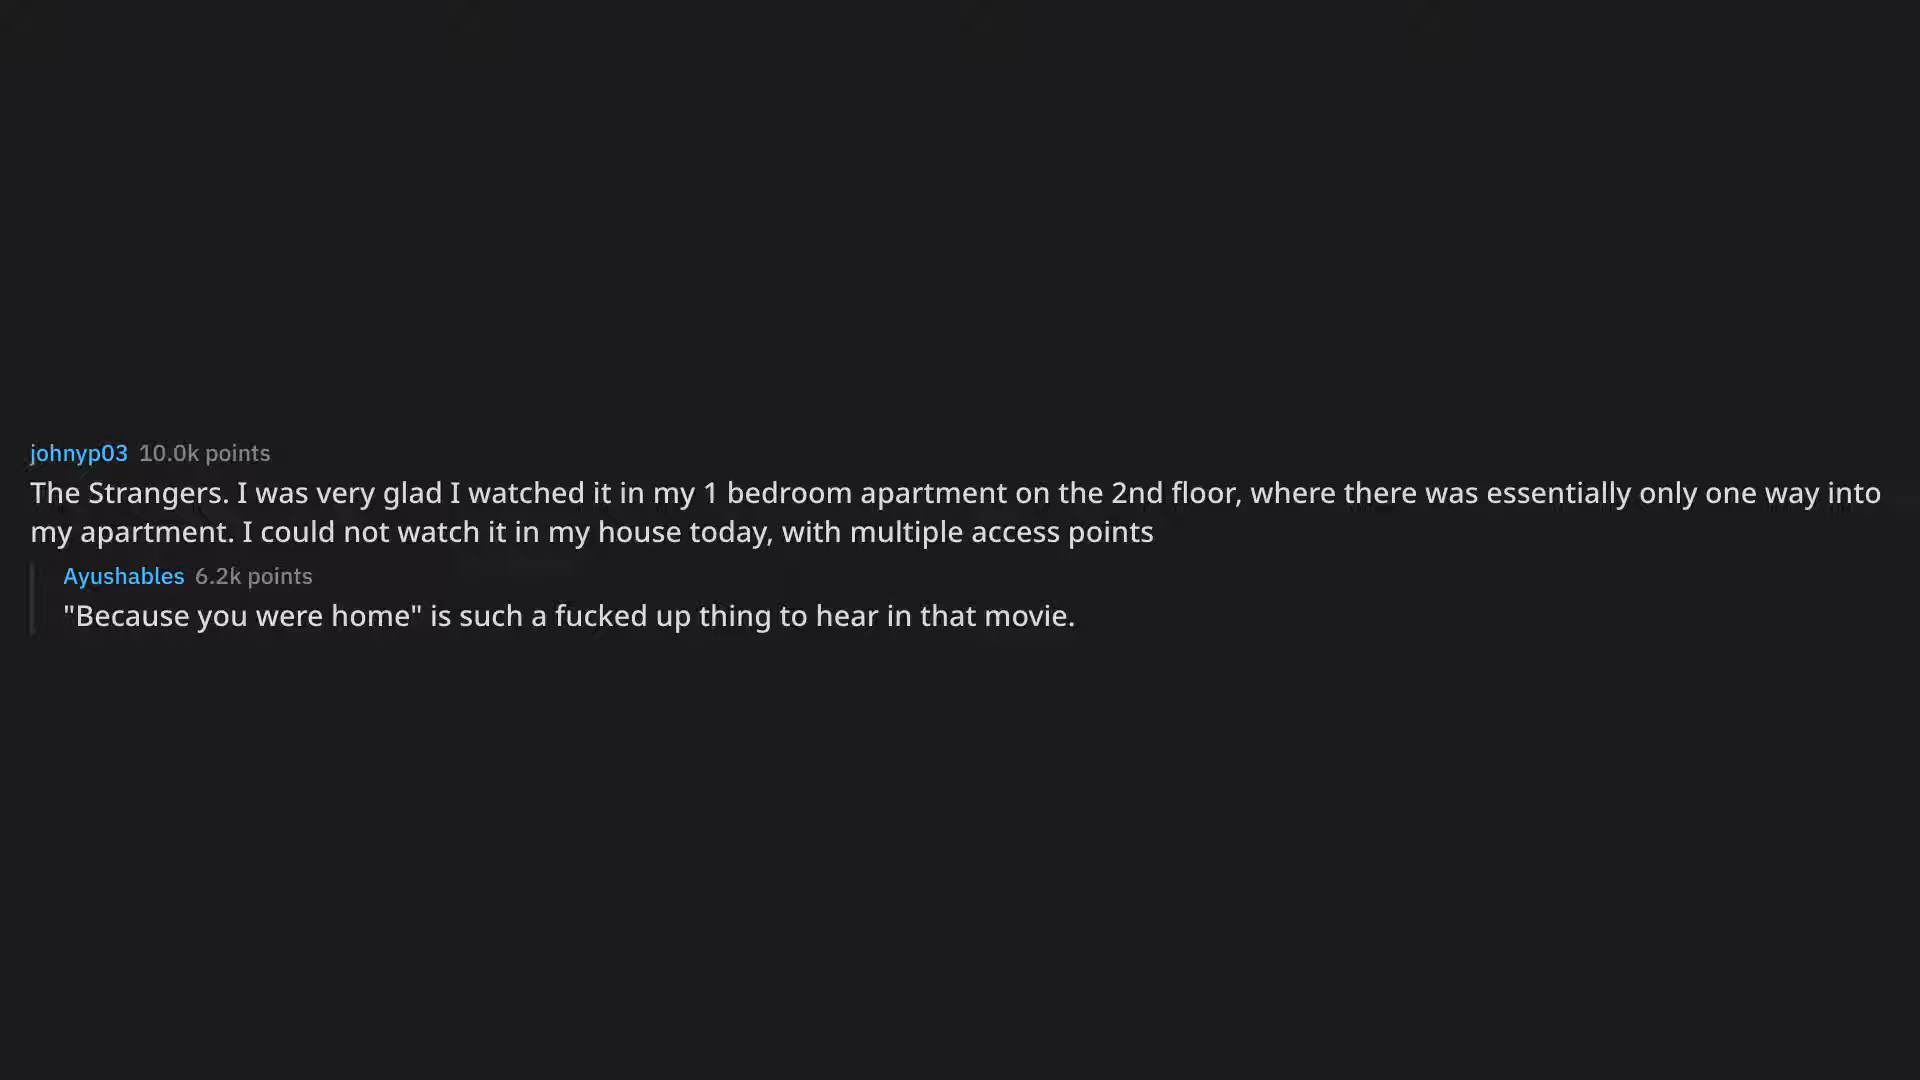 johnyp03 10.0k points
The Strangers. I was very glad I watched it in my 1 bedroom apartment on the 2nd floor, where there was essentially only one way into
my apartment. I could not watch it in my house today, with multiple access points
Ayushables 6.2k points
"Because you were home" is such a fucked up thing to hear in that movie.